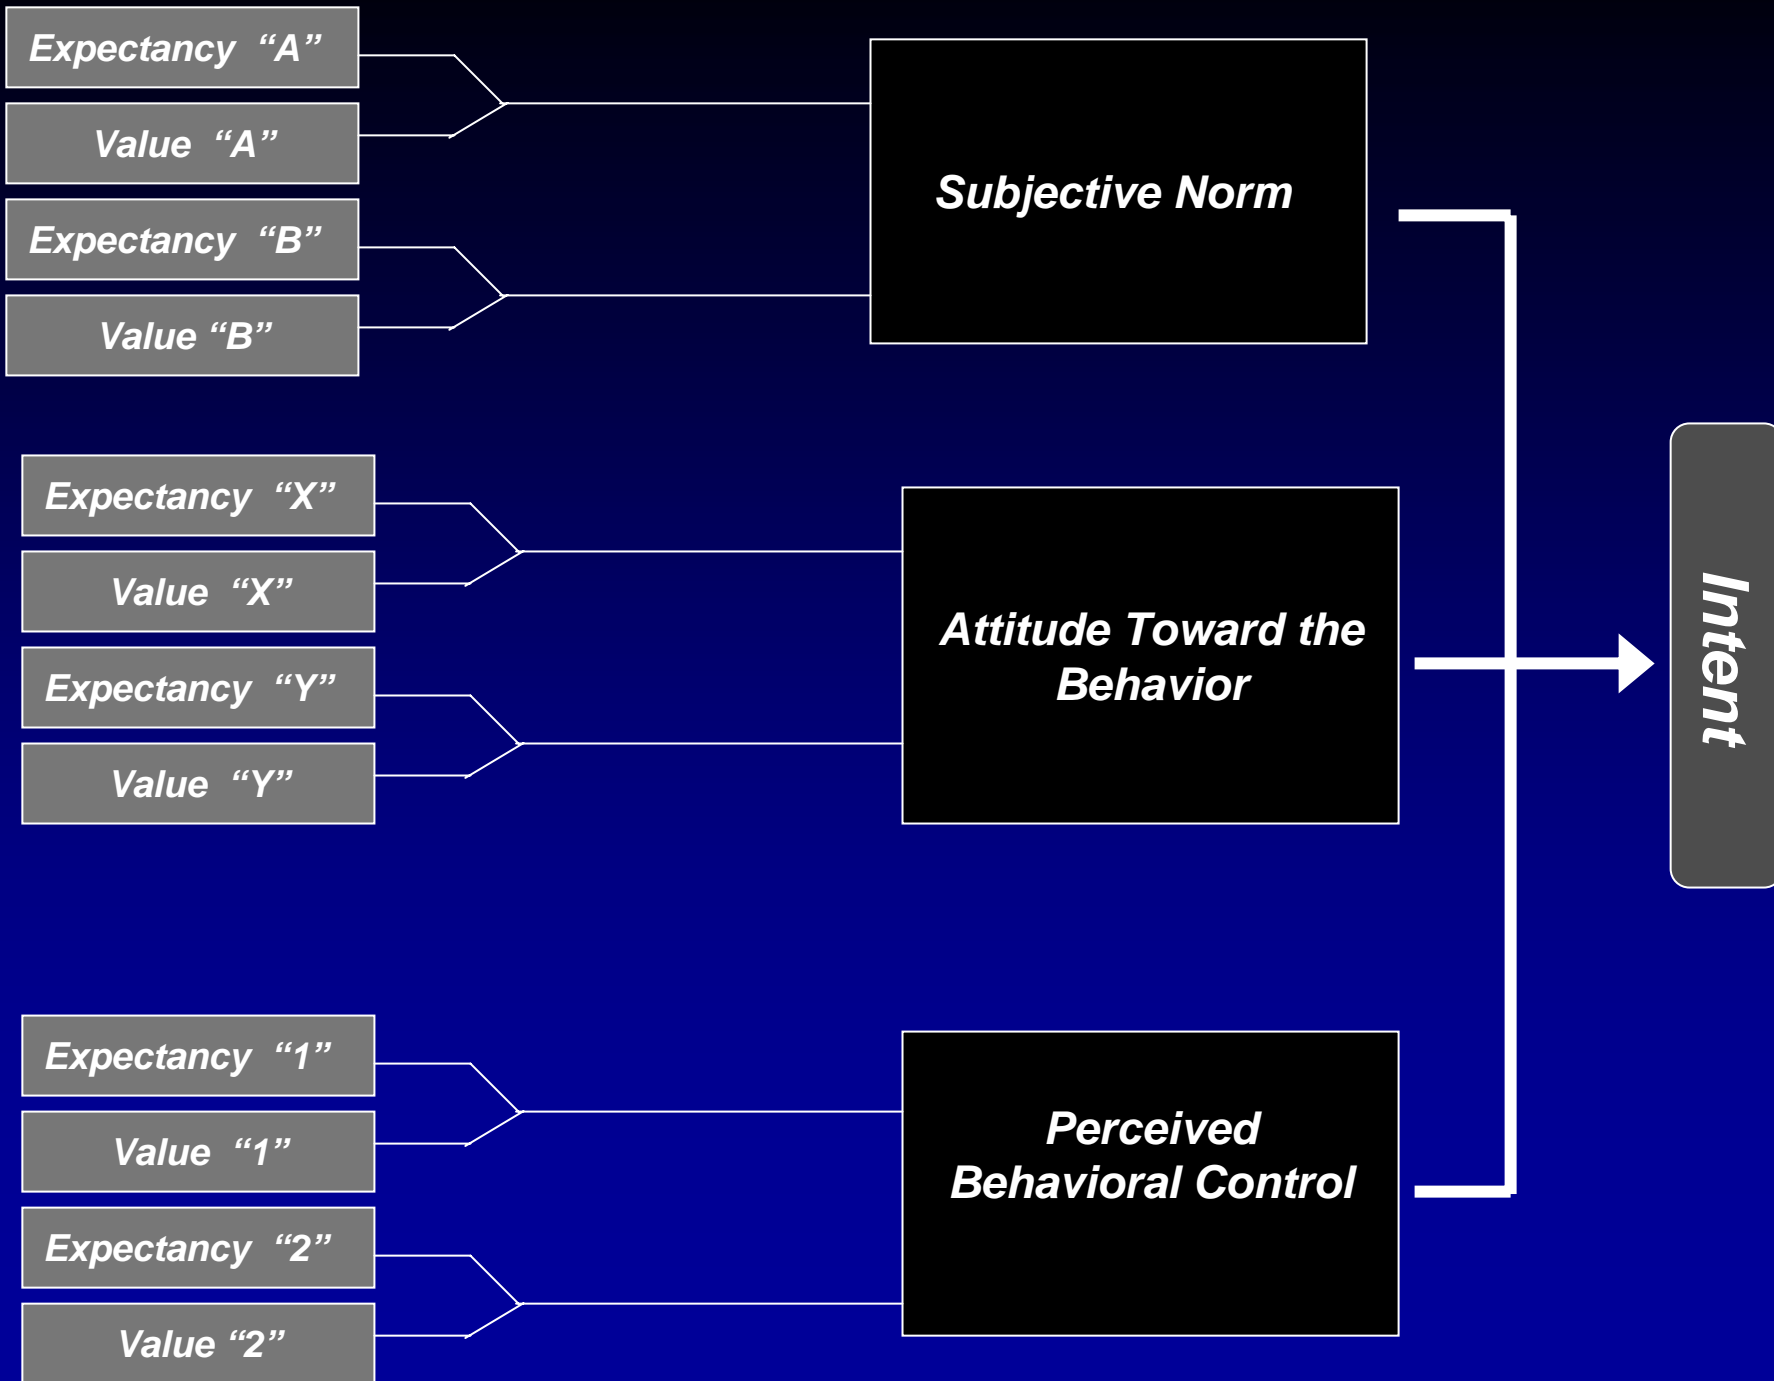 Expectancy “A”
Value “A”
Expectancy “B”
Value “B”
Subjective Norm
Expectancy “X”
Value “X”
Expectancy “Y”
Value “Y”
Attitude Toward the
Behavior
Expectancy “1”
Value “1”
Expectancy “2”
Value “2”
Perceived
Behavioral Control
Intent